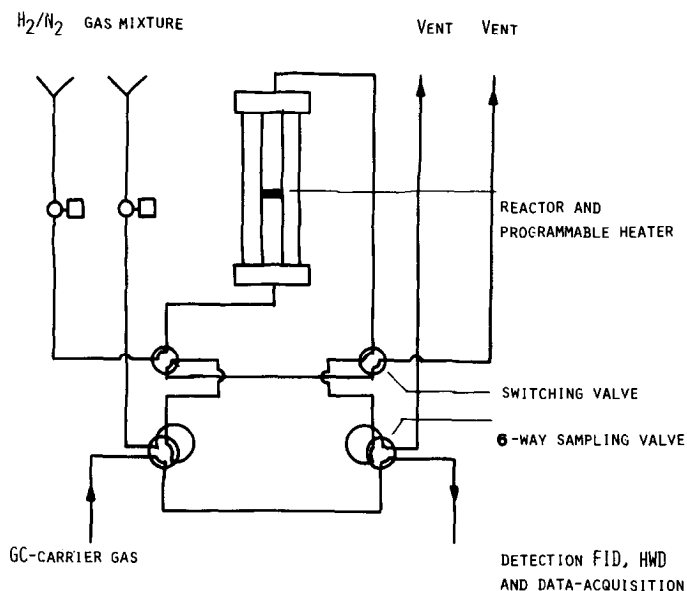 H2/N2 GAS MIXTURE
VENT VENT
REACTOR AND
PROGRAMMABLE HEATER
SWITCHING VALVE
6-WAY SAMPLING VALVE
GC-CARRIER GAS
DETECTION FID, HWD
AND DATA-ACQUISITION